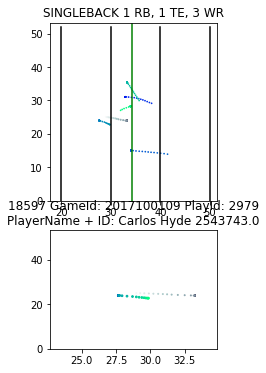 SINGLEBACK 1 RB, 1 TE, 3 WR
50
40
30
20
10
0
20 30 40 50
18597 GameId: 2017100109 PlayId: 2979
PlayerName + ID: Carlos Hyde 2543743.0
40
20
0
25.0 27.5 30.0 32.5